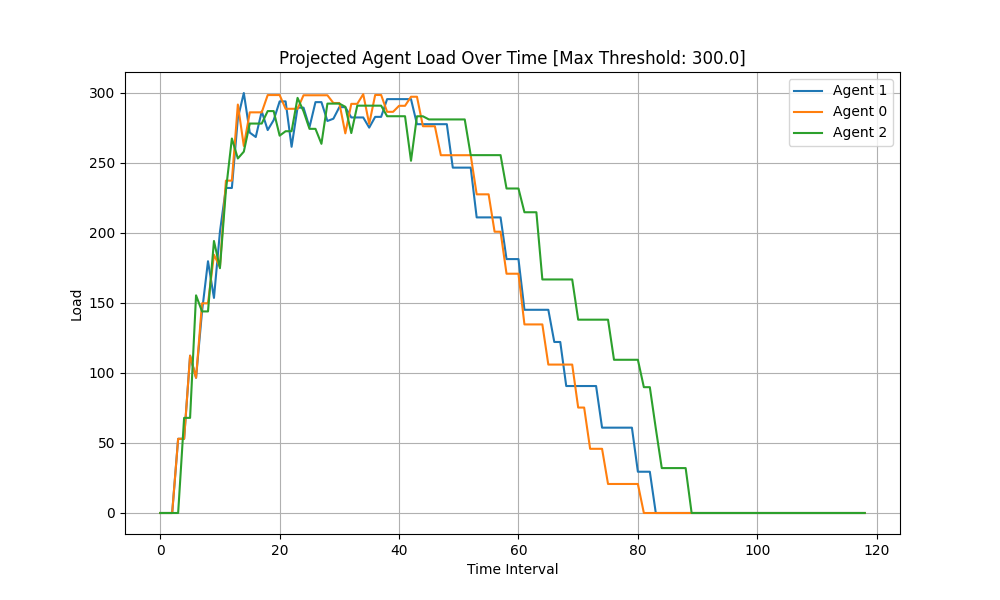 Projected Agent Load Over Time [Max Threshold: 300.0]
Agent 1
Agent 0
Agent 2
Load
300
250
200
150
100
50
0
0 20 40 60 80 100 120
Time Interval